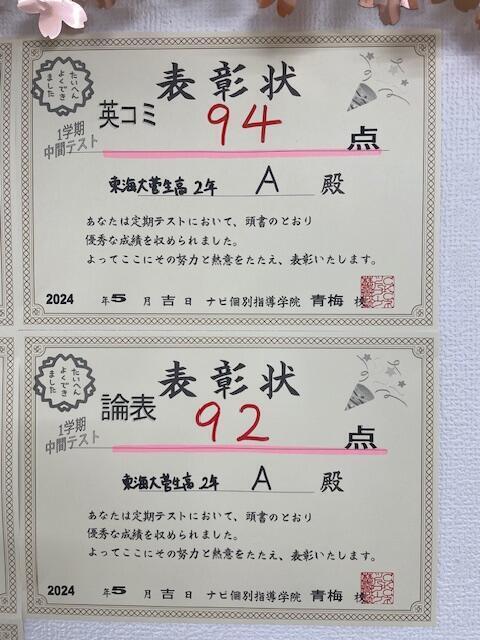 たいへん
よくでき
ました
表彰状
1学期
中間テスト
英コミ
94
点
東海大菅生高2年 A 殿
あなたは定期テストにおいて、頭書のとおり
優秀な成績を収められました。
よってここにその努力と熱意をたたえ、表彰いたします。
2024 年 5 月 吉 日 ナビ個別指導学院 青梅 校
たいへん
よくでき
ました
表彰状
1学期
中間テスト
論表
92
点
東海大菅生高2年 A 殿
あなたは定期テストにおいて、頭書のとおり
優秀な成績を収められました。
よってここにその努力と熱意をたたえ、表彰いたします。
2024 年 5 月 吉 日 ナビ個別指導学院 青梅 校